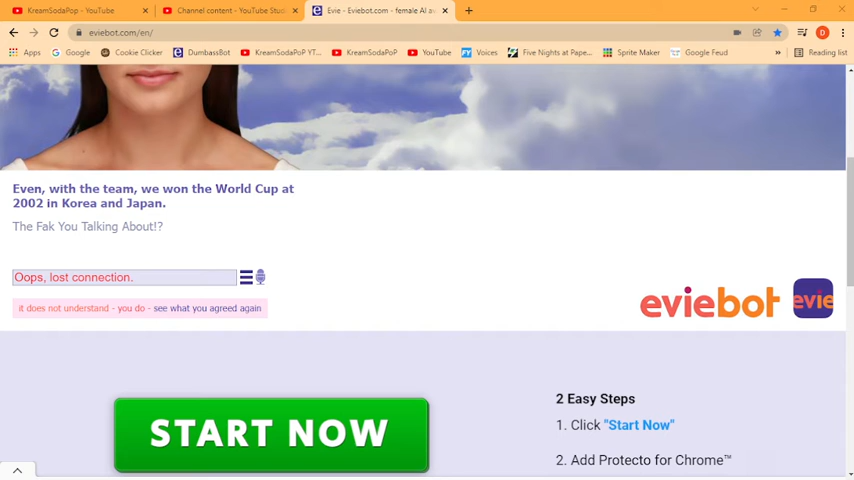 KreamSodaPop - YouTube
Channel content - YouTube Studi
Evie - Eviebot.com - female AI av
eviebot.com/en/
Apps
Google
Cookie Clicker
DumbassBot
KreamSodaPoP YT...
KreamSodaPoP
YouTube
FY Voices
Five Nights at Pape...
Sprite Maker
Google Feud
»
Reading list
D
Even, with the team, we won the World Cup at
2002 in Korea and Japan.
The Fak You Talking About!?
Oops, lost connection.
it does not understand - you do - see what you agreed again
eviebot
evie
START NOW
2 Easy Steps
1. Click "Start Now"
2. Add Protecto for Chrome™